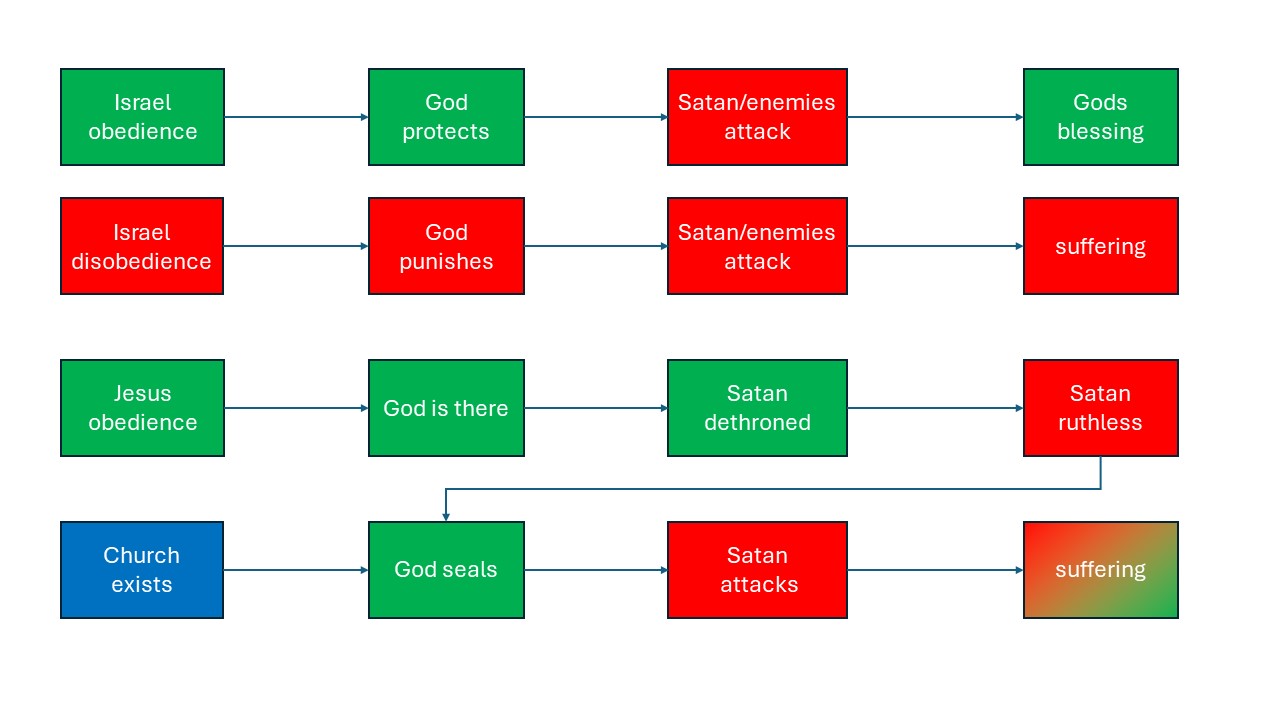 Israel
obedience
God
protects
Satan/enemies
attack
Gods
blessing
Israel
disobedience
God
punishes
Satan/enemies
attack
suffering
Jesus
obedience
God is there
Satan
dethroned
Satan
ruthless
Church
exists
God seals
Satan
attacks
suffering